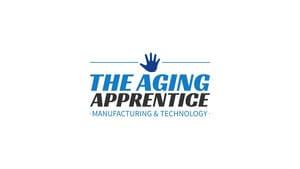 THE AGING
APPRENTICE
·MANUFACTURING & TECHNOLOGY·